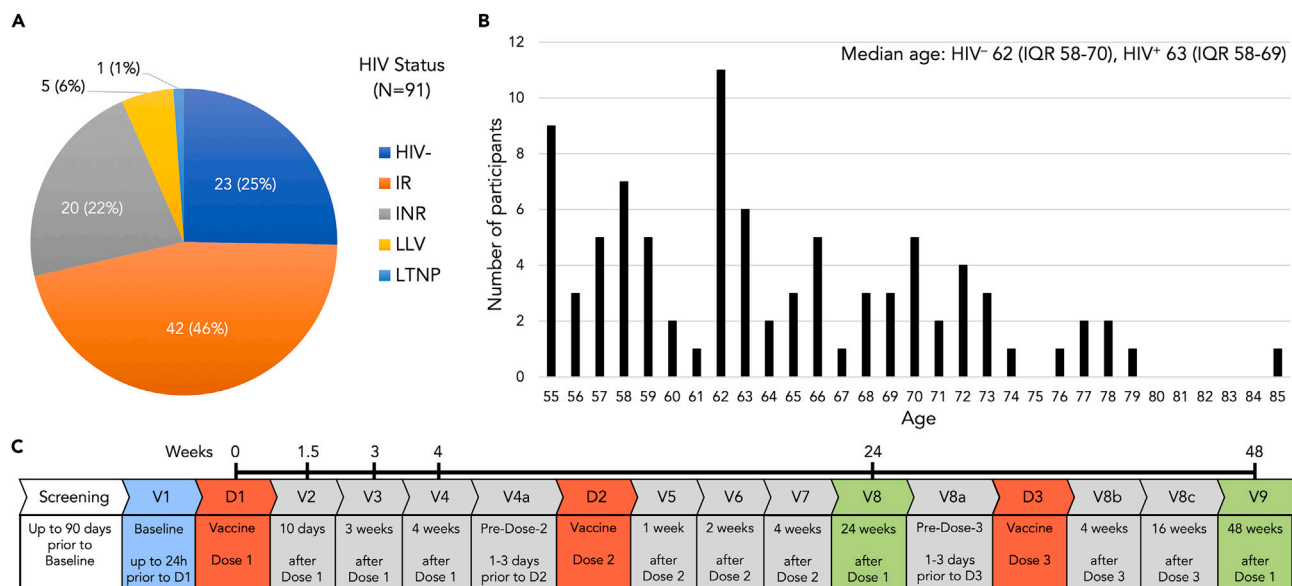 A
HIV Status
(N=91)
1 (1%)
5 (6%)
20 (22%)
23 (25%)
42 (46%)
HIV-
IR
INR
LLV
LTNP
B
Median age: HIV⁻ 62 (IQR 58-70), HIV⁺ 63 (IQR 58-69)
Number of participants
12
10
8
6
4
2
0
55 56 57 58 59 60 61 62 63 64 65 66 67 68 69 70 71 72 73 74 75 76 77 78 79 80 81 82 83 84 85
Age
C
Weeks 0 1.5 3 4 24 48
Screening V1 D1 V2 V3 V4 V4a D2 V5 V6 V7 V8 V8a D3 V8b V8c V9
Up to 90 days
prior to
Baseline
Baseline
up to 24h
prior to D1
Vaccine
Dose 1
10 days
after
Dose 1
3 weeks
after
Dose 1
4 weeks
after
Dose 1
Pre-Dose-2
1-3 days
prior to D2
Vaccine
Dose 2
1 week
after
Dose 2
2 weeks
after
Dose 2
4 weeks
after
Dose 2
24 weeks
after
Dose 1
Pre-Dose-3
1-3 days
prior to D3
Vaccine
Dose 3
4 weeks
after
Dose 3
16 weeks
after
Dose 3
48 weeks
after
Dose 1